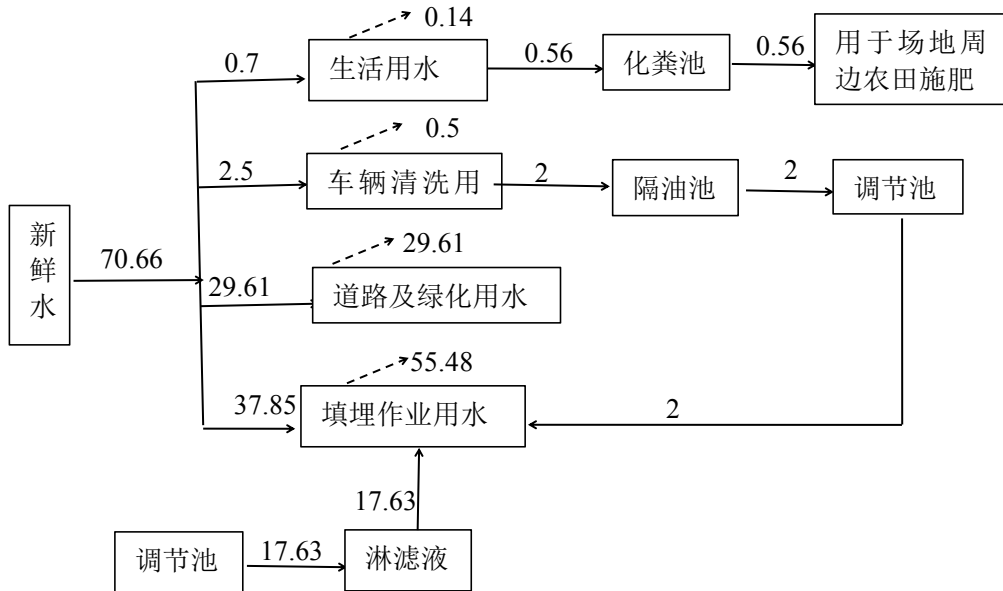 0.14
0.7
生活用水
0.56
化粪池
0.56
用于场地周
边农田施肥
0.5
2.5
车辆清洗用
2
隔油池
2
调节池
新
鲜
水
70.66
29.61
29.61
道路及绿化用水
55.48
37.85
填埋作业用水
2
17.63
调节池
17.63
淋滤液